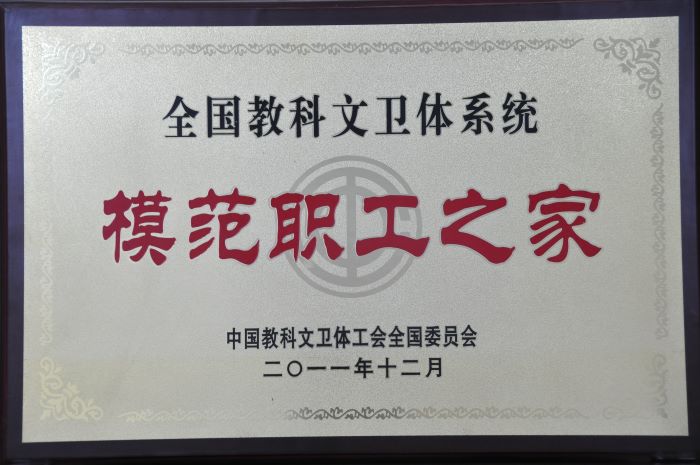 全国教科文卫体系统
模范职工之家
中国教科文卫体工会全国委员会
二〇一一年十二月